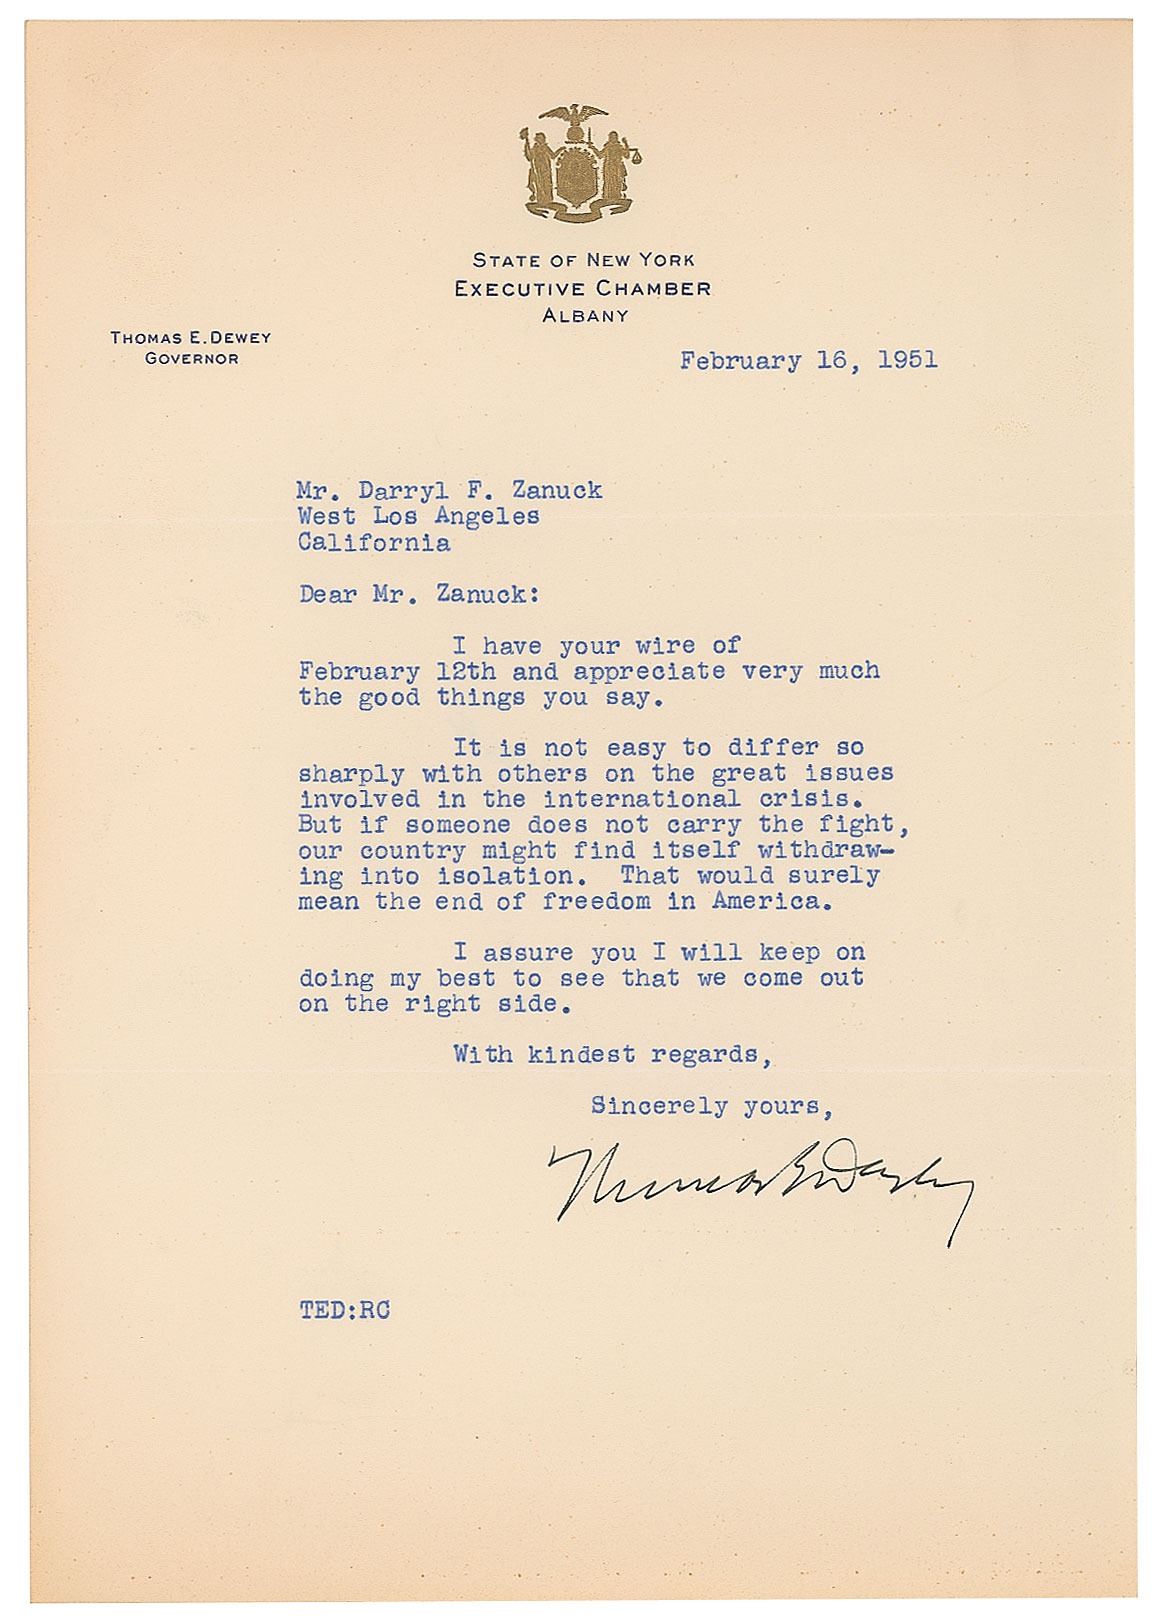 STATE OF NEW YORK
EXECUTIVE CHAMBER
ALBANY
THOMAS E. DEWEY
GOVERNOR
February 16, 1951
Mr. Darryl F. Zanuck
West Los Angeles
California
Dear Mr. Zanuck:
I have your wire of
February 12th and appreciate very much
the good things you say.
It is not easy to differ so
sharply with others on the great issues
involved in the international crisis.
But if someone does not carry the fight,
our country might find itself withdraw-
ing into isolation. That would surely
mean the end of freedom in America.
I assure you I will keep on
doing my best to see that we come out
on the right side.
With kindest regards,
Sincerely yours,
Thomas E Dewey
TED:RC